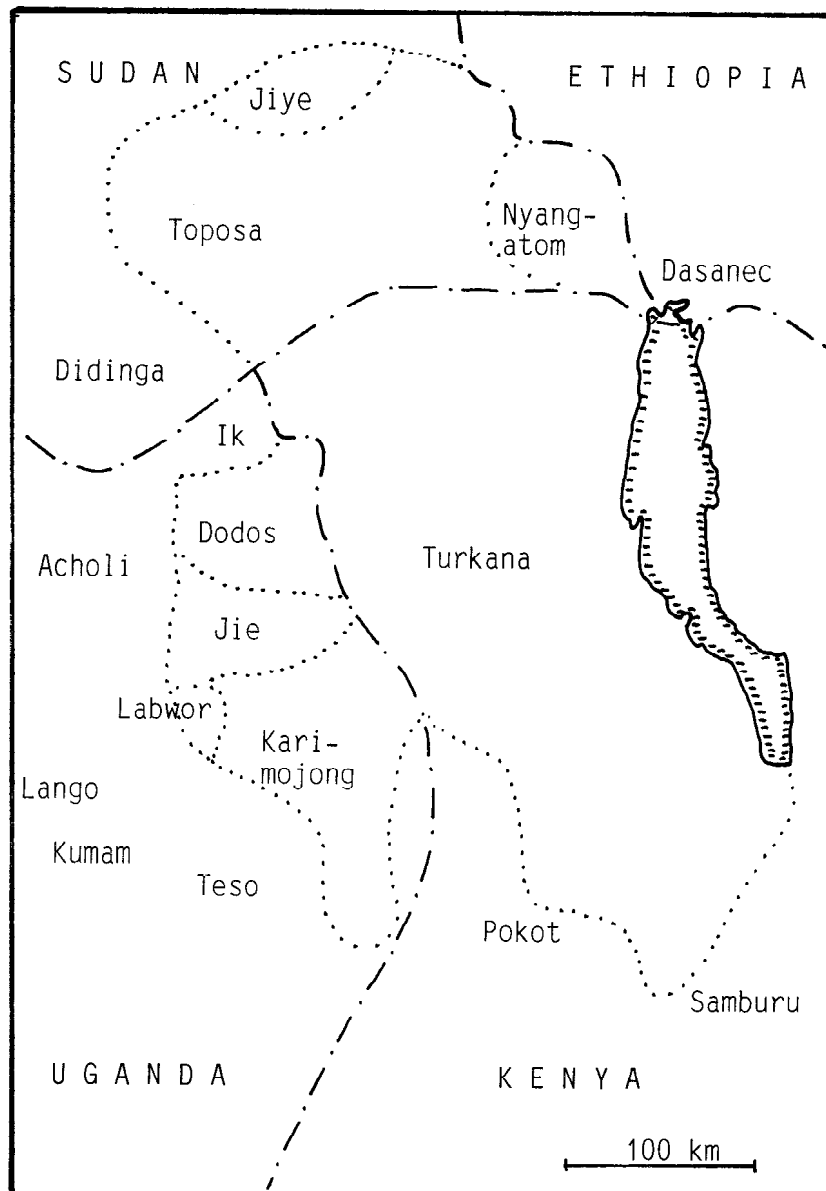 SUDAN
ETHIOPIA
Jiye
Toposa
Nyang-
atom
Dasanec
Didinga
Ik
Dodos
Acholi
Turkana
Jie
Labwor
Kari-
mojong
Lango
Kumam
Teso
Pokot
Samburu
UGANDA
KENYA
100 km